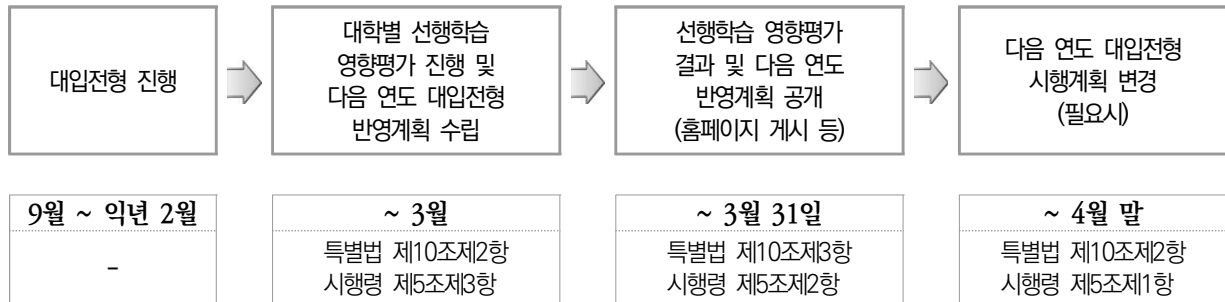 대입전형 진행
대학별 선행학습
영향평가 진행 및
다음 연도 대입전형
반영계획 수립
선행학습 영향평가
결과 및 다음 연도
반영계획 공개
(홈페이지 게시 등)
다음 연도 대입전형
시행계획 변경
(필요시)
9월 ~ 익년 2월
-
~ 3월
특별법 제10조제2항
시행령 제5조제3항
~ 3월 31일
특별법 제10조제3항
시행령 제5조제2항
~ 4월 말
특별법 제10조제2항
시행령 제5조제1항